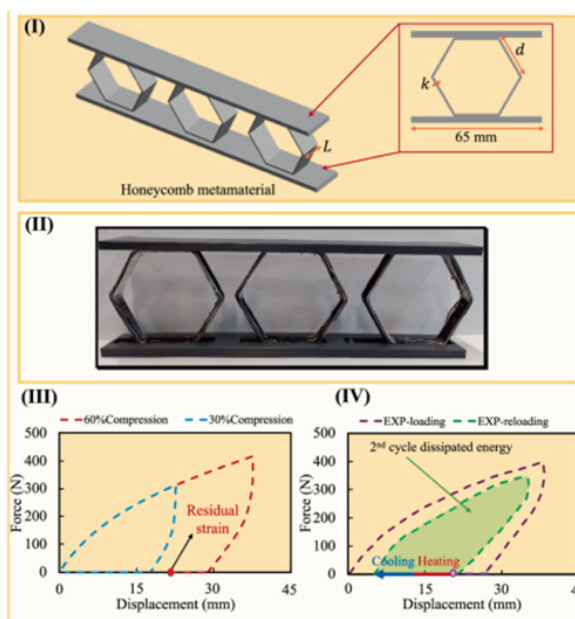 (I)
d
k
L
65 mm
Honeycomb metamaterial
(II)
(III)
60%Compression
30%Compression
500
400
300
200
100
0
Force (N)
Residual
strain
0
15
30
45
Displacement (mm)
(IV)
EXP-loading
EXP-reloading
2nd cycle dissipated energy
500
400
300
200
100
0
Force (N)
Cooling Heating
0
15
30
45
Displacement (mm)